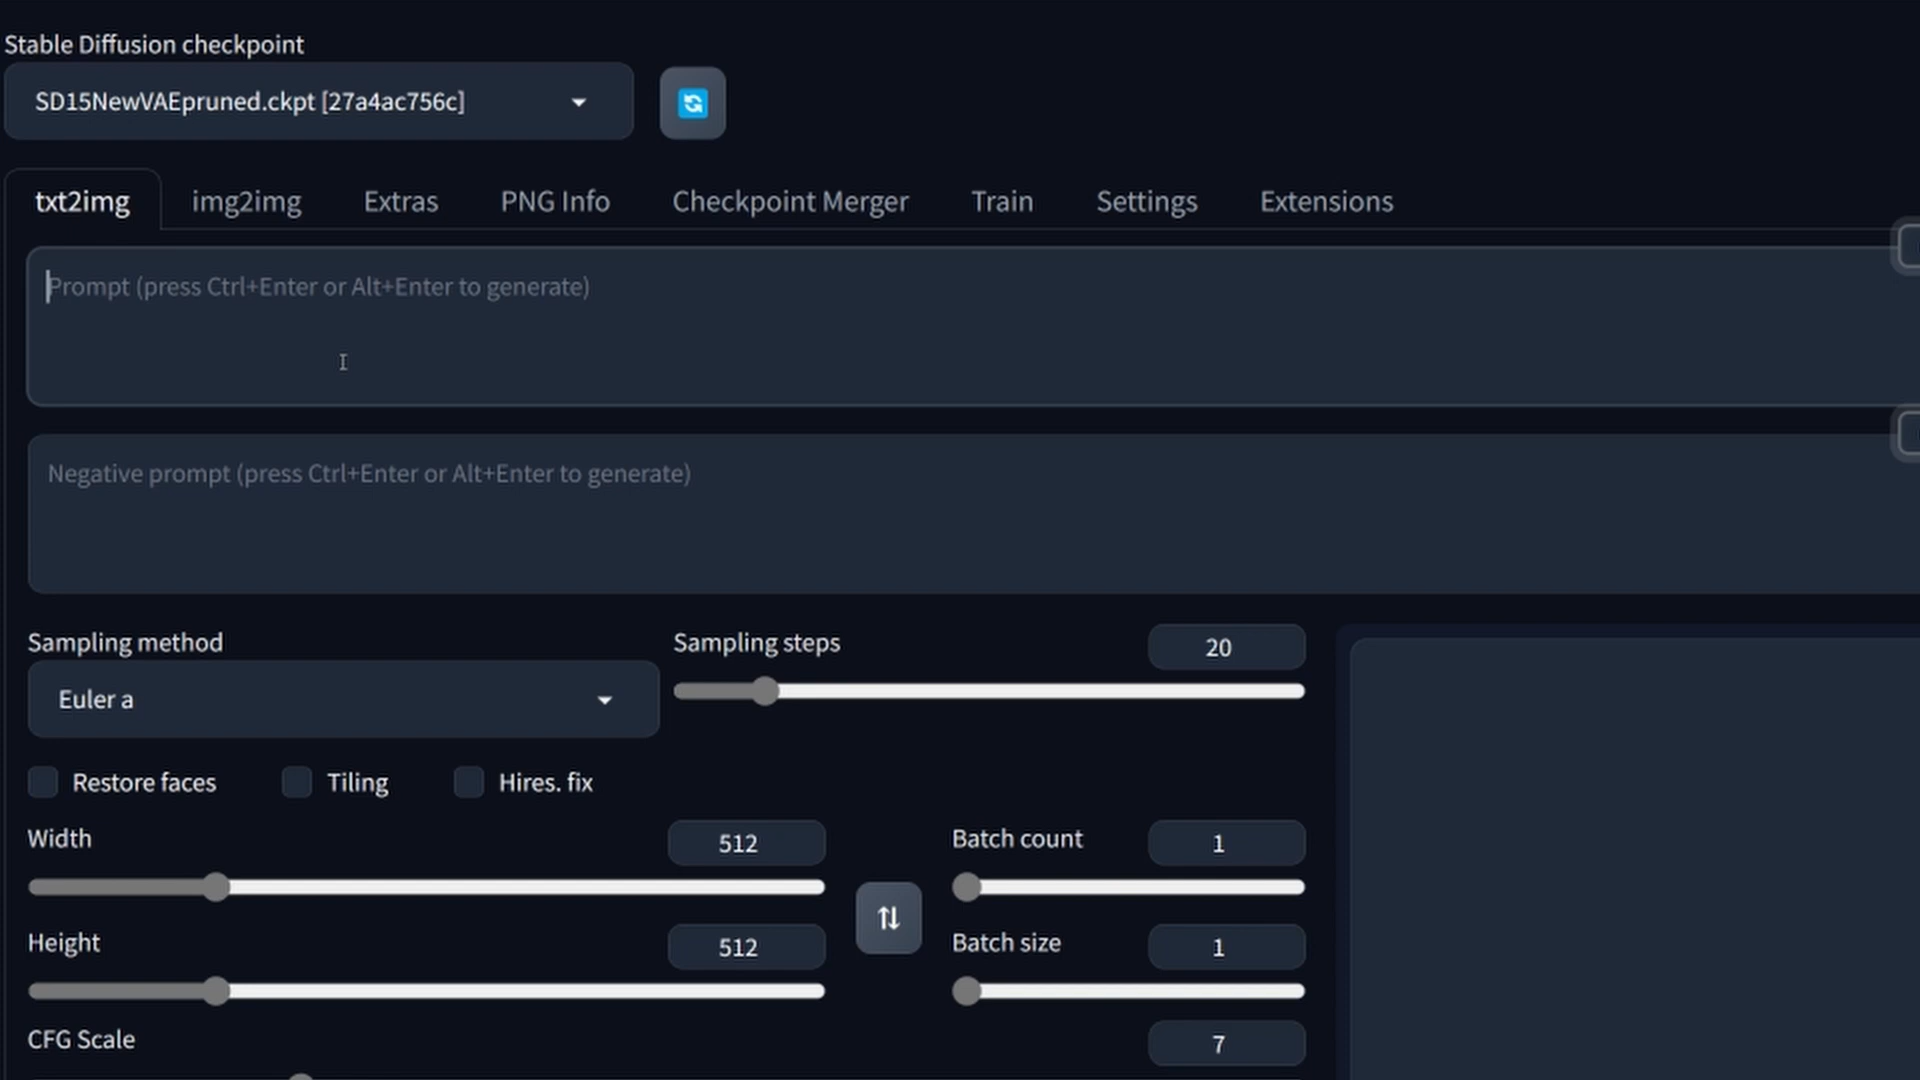 Stable Diffusion checkpoint
SD15NewVAEpruned.ckpt [27a4ac756c]
txt2img img2img Extras PNG Info Checkpoint Merger Train Settings Extensions
Prompt (press Ctrl+Enter or Alt+Enter to generate)
Negative prompt (press Ctrl+Enter or Alt+Enter to generate)
Sampling method
Euler a
Sampling steps 20
Restore faces Tiling Hires. fix
Width 512
Batch count 1
Height 512
Batch size 1
CFG Scale 7